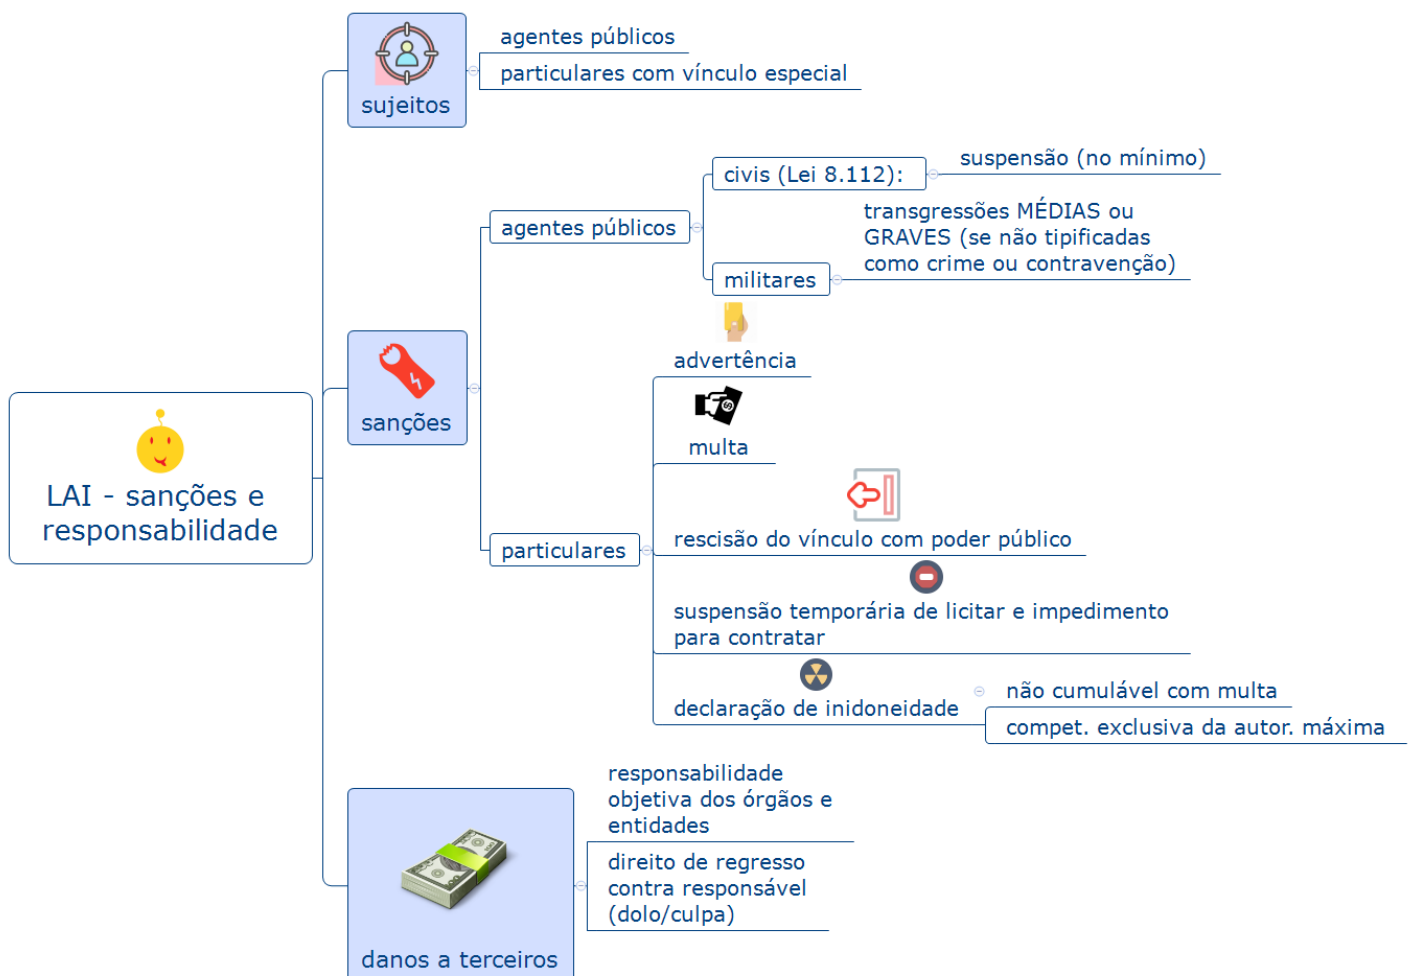 LAI - sanções e
responsabilidade
sujeitos
agentes públicos
particulares com vínculo especial
sanções
agentes públicos
civis (Lei 8.112):
suspensão (no mínimo)
militares
transgressões MÉDIAS ou
GRAVES (se não tipificadas
como crime ou contravenção)
particulares
advertência
multa
rescisão do vínculo com poder público
suspensão temporária de licitar e impedimento
para contratar
declaração de inidoneidade
não cumulável com multa
compet. exclusiva da autor. máxima
danos a terceiros
responsabilidade
objetiva dos órgãos e
entidades
direito de regresso
contra responsável
(dolo/culpa)